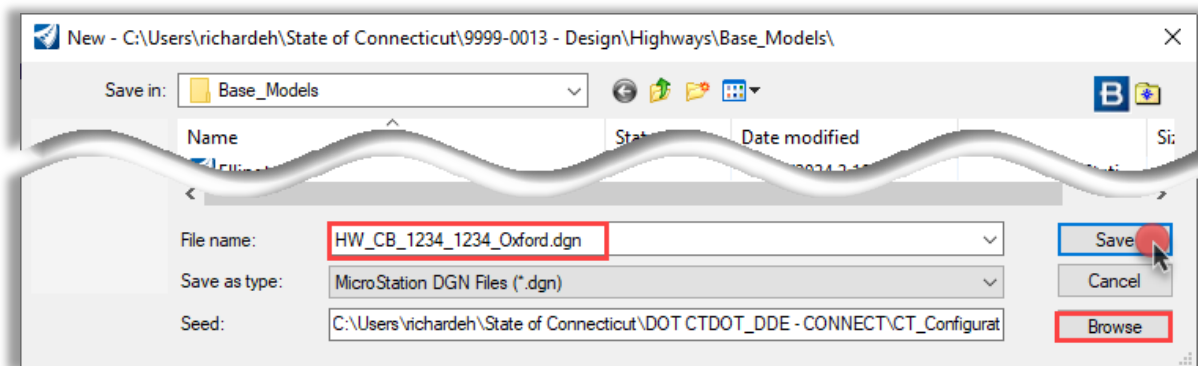 New - C:\Users\richardeh\State of Connecticut\9999-0013 - Design\Highways\Base_Models\
Save in: Base_Models
Name Date modified
File name: HW_CB_1234_1234_Oxford.dgn Save
Save as type: MicroStation DGN Files (*.dgn) Cancel
Seed: C:\Users\richardeh\State of Connecticut\DOT CTDOT_DDE - CONNECT\CT_Configurat Browse